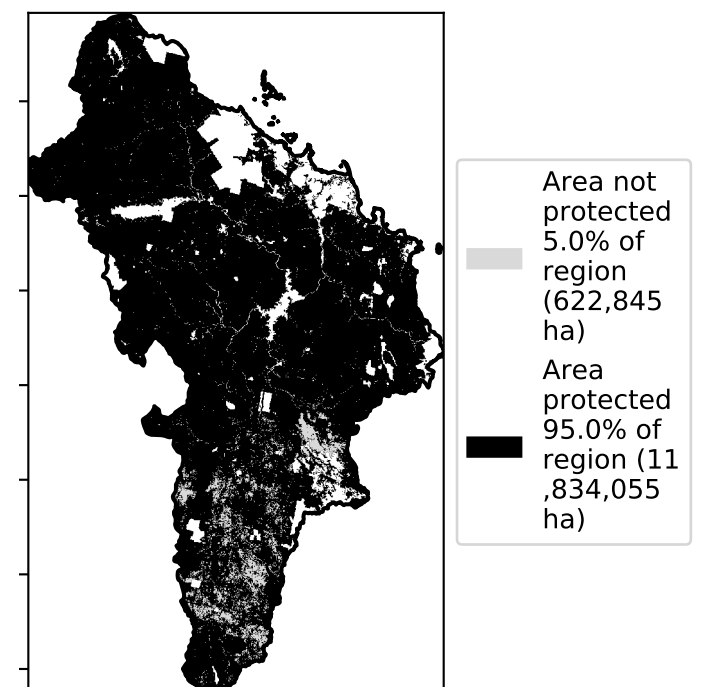 Area not
protected
5.0% of
region
(622,845
ha)
Area
protected
95.0% of
region (11
,834,055
ha)